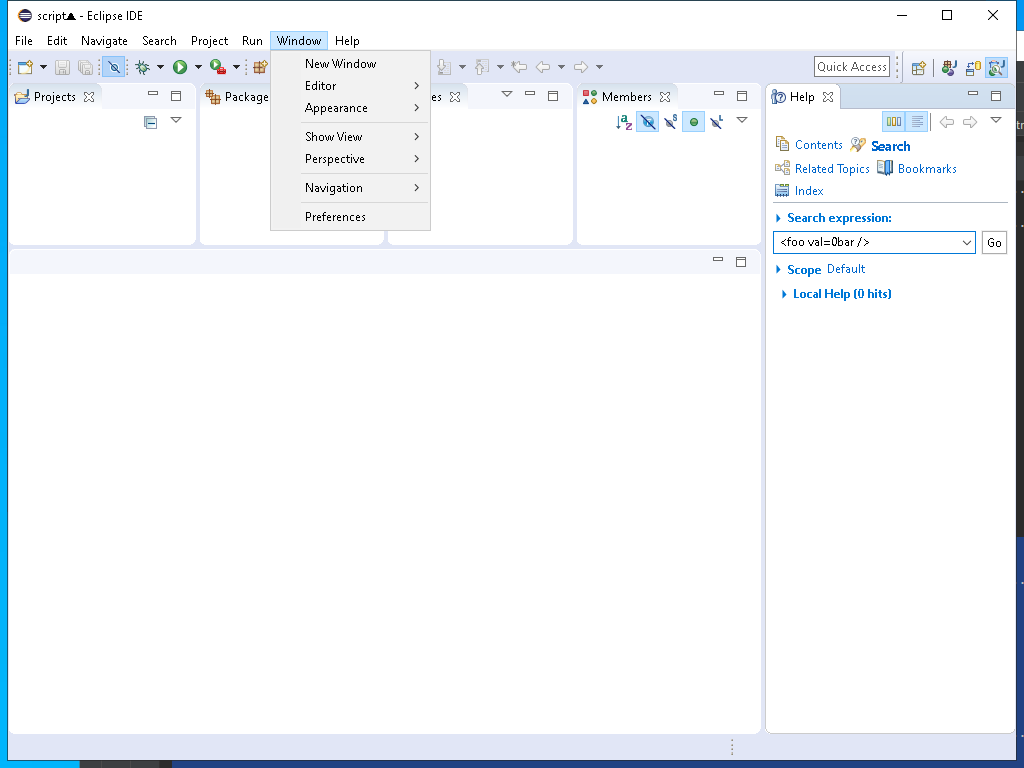 script▲ - Eclipse IDE
File Edit Navigate Search Project Run Window Help
Quick Access
Projects
Package
es
Members
Help
New Window
Editor
Appearance
Show View
Perspective
Navigation
Preferences
Contents Search
Related Topics Bookmarks
Index
Search expression:
<foo val=0bar /> Go
Scope Default
Local Help (0 hits)